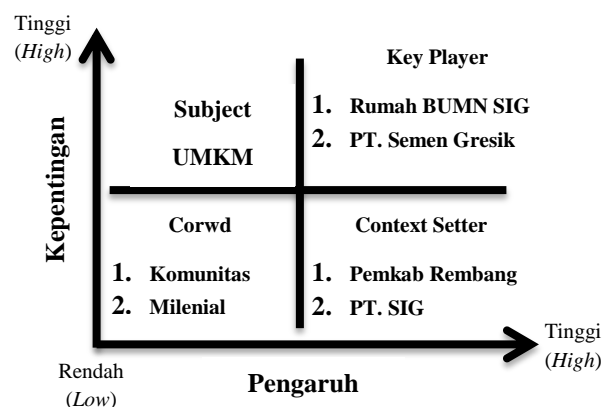 Tinggi
(High)
Kepentingan
Subject
UMKM
Key Player
1. Rumah BUMN SIG
2. PT. Semen Gresik
Corwd
1. Komunitas
2. Milenial
Context Setter
1. Pemkab Rembang
2. PT. SIG
Rendah
(Low)
Pengaruh
Tinggi
(High)